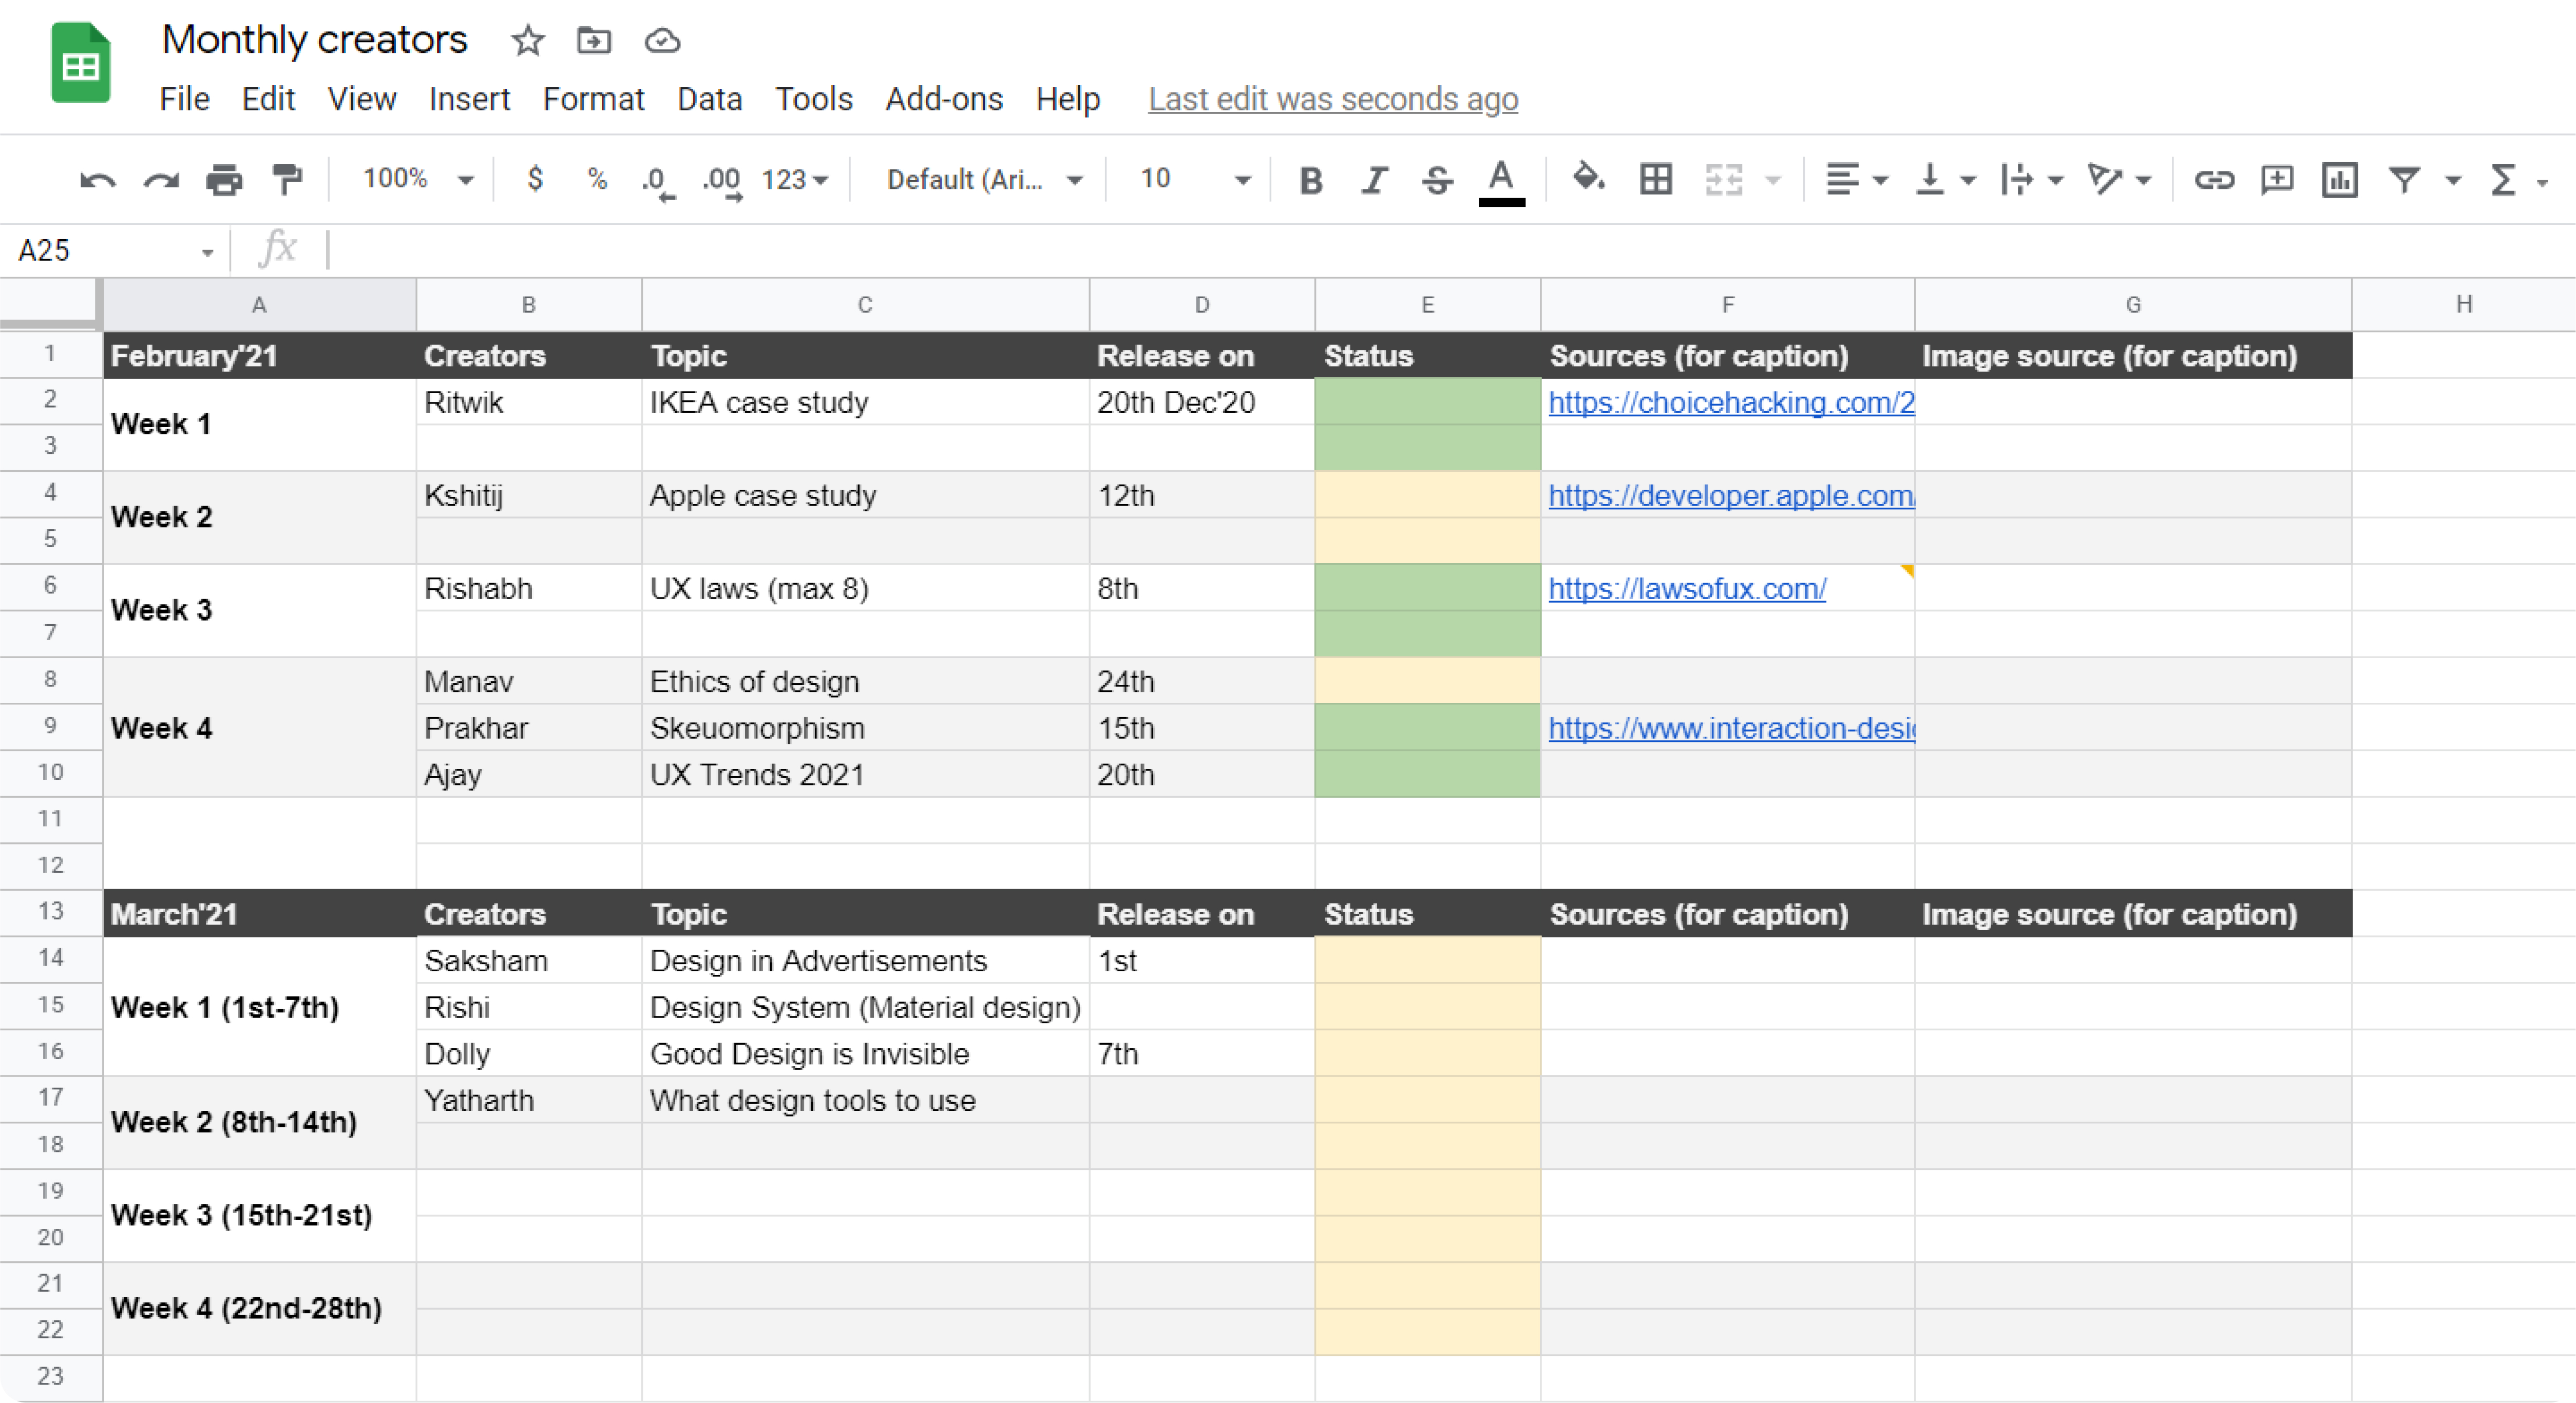 Monthly creators
File Edit View Insert Format Data Tools Add-ons Help Last edit was seconds ago
100% $ % .0 .00 123 Default (Ari... 10 B I S A
A25 fx
A B C D E F G H
1 February'21 Creators Topic Release on Status Sources (for caption) Image source (for caption)
2 Week 1 Ritwik IKEA case study 20th Dec'20 https://choicehacking.com/2
3
4 Week 2 Kshitij Apple case study 12th https://developer.apple.com/
5
6 Week 3 Rishabh UX laws (max 8) 8th https://lawsofux.com/
7
8 Manav Ethics of design 24th
9 Week 4 Prakhar Skeuomorphism 15th https://www.interaction-desig
10 Ajay UX Trends 2021 20th
11
12
13 March'21 Creators Topic Release on Status Sources (for caption) Image source (for caption)
14 Saksham Design in Advertisements 1st
15 Week 1 (1st-7th) Rishi Design System (Material design)
16 Dolly Good Design is Invisible 7th
17 Week 2 (8th-14th) Yatharth What design tools to use
18
19 Week 3 (15th-21st)
20
21 Week 4 (22nd-28th)
22
23